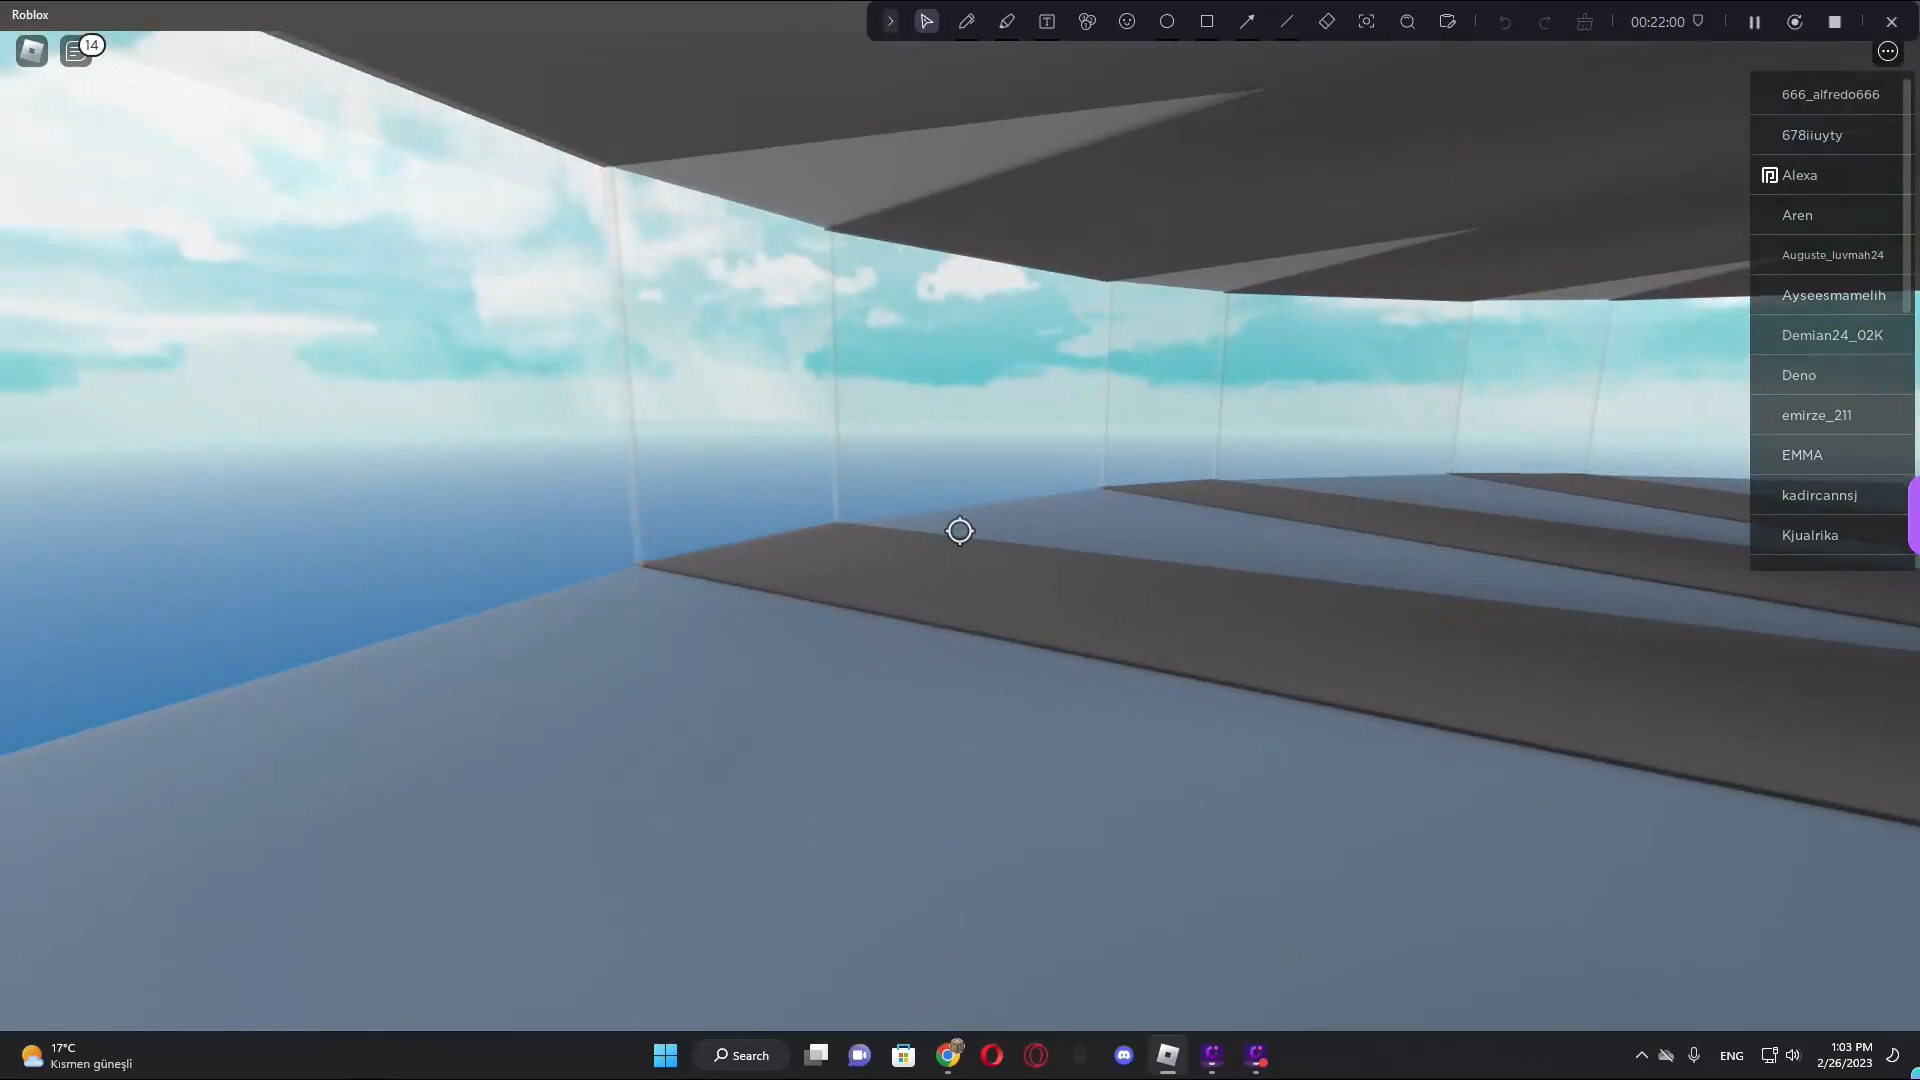 Roblox
00:22:00
14
666_alfredo666
678iiuyty
Alexa
Aren
Auguste_luvmah24
Ayseesmamelih
Demian24_02K
Deno
emirze_211
EMMA
kadircannsj
Kjualrika
17°C
Kısmen güneşli
Search
ENG
1:03 PM
2/26/2023